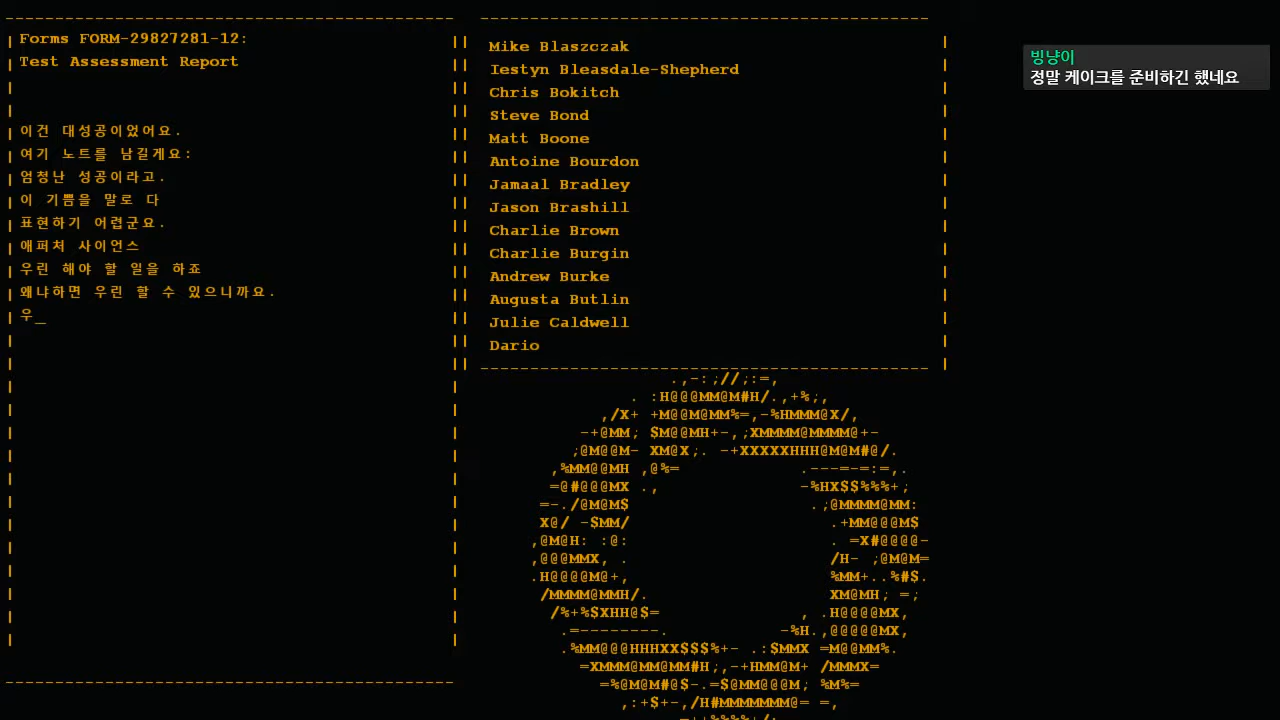 Forms FORM-29827281-12:
Test Assessment Report
이건 대성공이었어요.
여기 노트를 남길게요:
엄청난 성공이라고.
이 기쁨을 말로 다
표현하기 어렵군요.
애퍼처 사이언스
우린 해야 할 일을 하죠
왜냐하면 우린 할 수 있으니까요.
우_
Mike Blaszczak
Iestyn Bleasdale-Shepherd
Chris Bokitch
Steve Bond
Matt Boone
Antoine Bourdon
Jamaal Bradley
Jason Brashill
Charlie Brown
Charlie Burgin
Andrew Burke
Augusta Butlin
Julie Caldwell
Dario
빙냥이
정말 케이크를 준비하긴 했네요